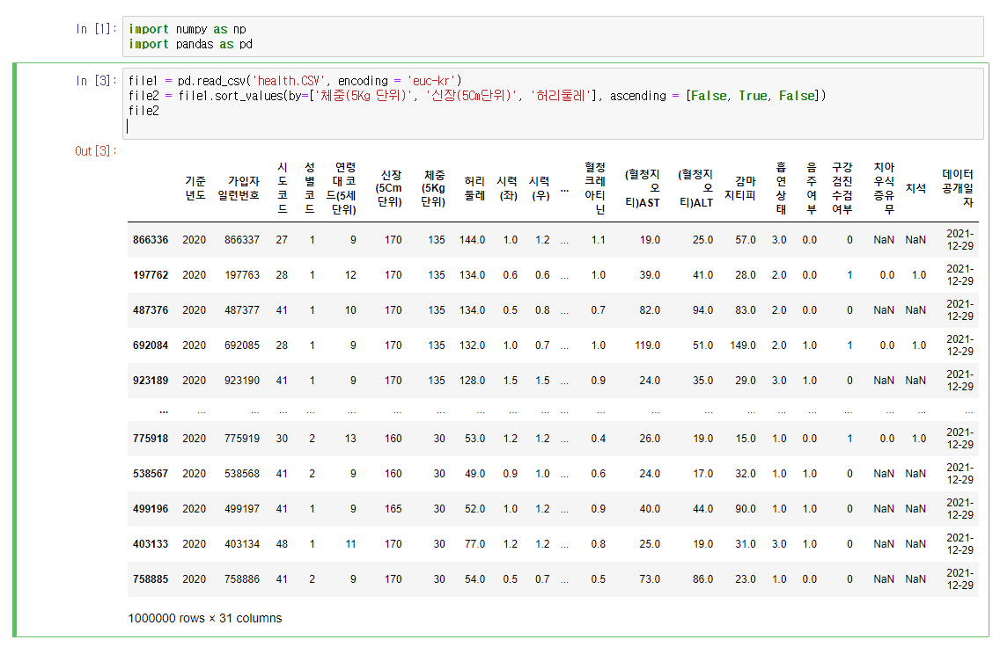 In [1]:
import numpy as np
import pandas as pd
In [3]:
file1 = pd.read_csv('health.CSV', encoding = 'euc-kr')
file2 = file1.sort_values(by=['체중(5Kg 단위)', '신장(5Cm단위)', '허리둘레'], ascending = [False, True, False])
file2
Out[3]:
기준년도 가입자일련번호 시도코드 성별코드 연령대 코드(5세단위) 신장(5Cm단위) 체중(5Kg단위) 허리둘레 시력(좌) 시력(우) ... 혈청크레아티닌 (혈청지오티)AST (혈청지오티)ALT 감마지티피 흡연상태 음주여부 구강검진수검여부 치아우식증유무 치석 데이터공개일자
866336 2020 866337 27 1 9 170 135 144.0 1.0 1.2 ... 1.1 19.0 25.0 57.0 3.0 0.0 0 NaN NaN 2021-12-29
197762 2020 197763 28 1 12 170 135 134.0 0.6 0.6 ... 1.0 39.0 41.0 28.0 2.0 0.0 1 0.0 1.0 2021-12-29
487376 2020 487377 41 1 10 170 135 134.0 0.5 0.8 ... 0.7 82.0 94.0 83.0 2.0 0.0 0 NaN NaN 2021-12-29
692084 2020 692085 28 1 9 170 135 132.0 1.0 0.7 ... 1.0 119.0 51.0 149.0 2.0 1.0 1 0.0 1.0 2021-12-29
923189 2020 923190 41 1 9 170 135 128.0 1.5 1.5 ... 0.9 24.0 35.0 29.0 3.0 1.0 0 NaN NaN 2021-12-29
... ... ... ... ... ... ... ... ... ... ... ... ... ... ... ... ... ... ... ... ... ...
775918 2020 775919 30 2 13 160 30 53.0 1.2 1.2 ... 0.4 26.0 19.0 15.0 1.0 0.0 1 0.0 1.0 2021-12-29
538567 2020 538568 41 2 9 160 30 49.0 0.9 1.0 ... 0.6 24.0 17.0 32.0 1.0 1.0 0 NaN NaN 2021-12-29
499196 2020 499197 41 1 9 165 30 52.0 1.0 1.2 ... 0.9 40.0 44.0 90.0 1.0 1.0 0 NaN NaN 2021-12-29
403133 2020 403134 48 1 11 170 30 77.0 1.2 1.2 ... 0.8 25.0 19.0 31.0 3.0 1.0 0 NaN NaN 2021-12-29
758885 2020 758886 41 2 9 170 30 54.0 0.5 0.7 ... 0.5 73.0 86.0 23.0 1.0 0.0 0 NaN NaN 2021-12-29
1000000 rows × 31 columns